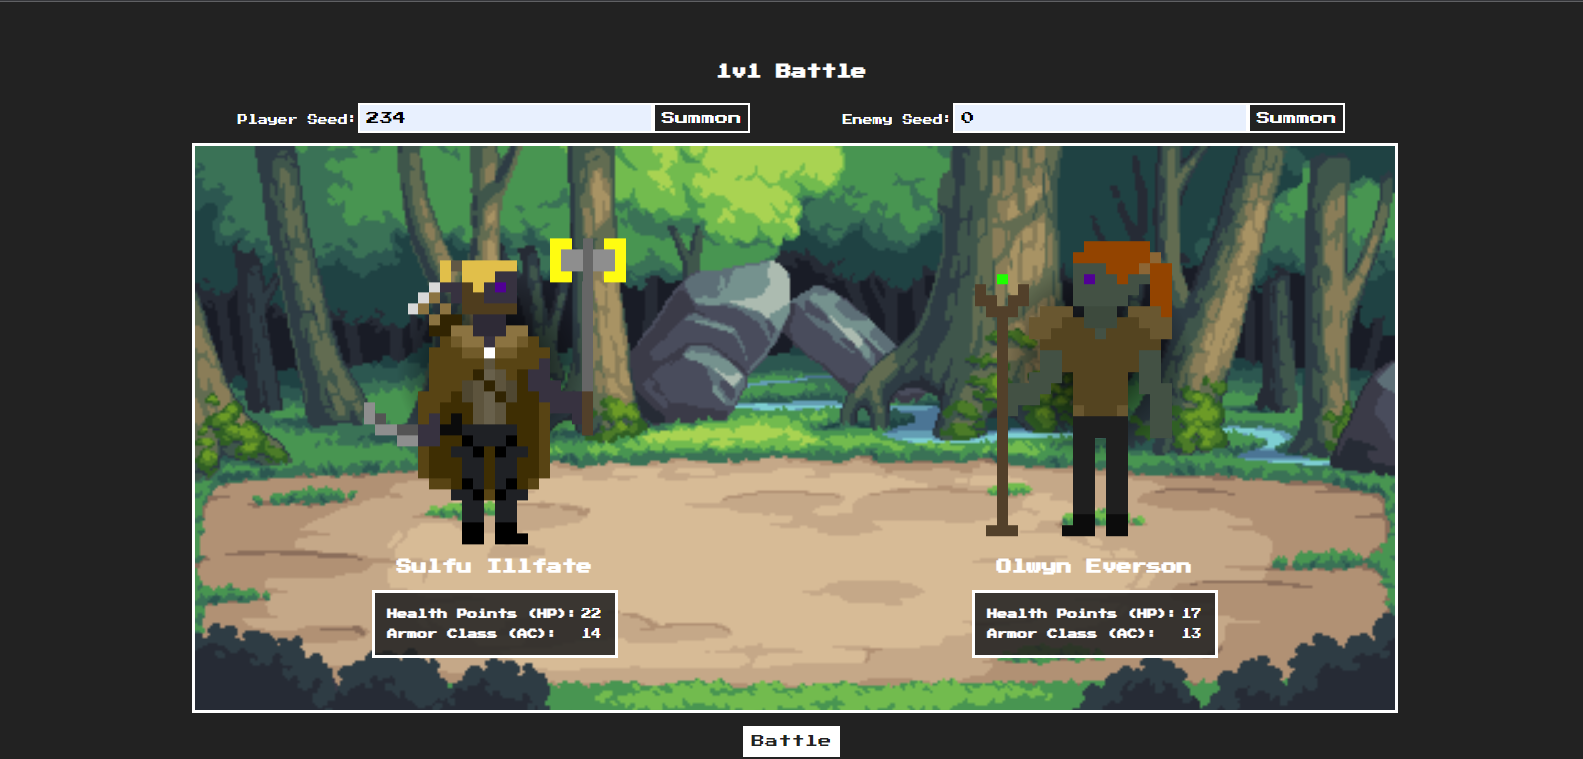 1v1 Battle
Player Seed: 234 Summon
Enemy Seed: 0 Summon
Sulfu Illfate
Health Points (HP): 22
Armor Class (AC): 14
Olwyn Everson
Health Points (HP): 17
Armor Class (AC): 13
Battle